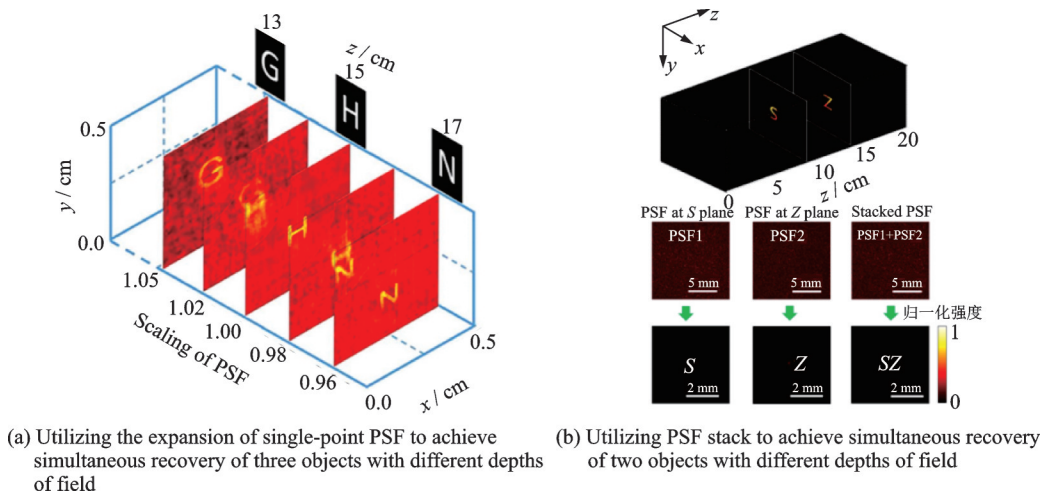 13
z / cm
15
17
G
H
N
0.5
y / cm
0.0
G
G
H
H
H
N
N
1.05
1.02
1.00
0.98
0.96
Scaling of PSF
0.0
x / cm
0.5
(a) Utilizing the expansion of single-point PSF to achieve
simultaneous recovery of three objects with different depths
of field
z
x
y
S
Z
0
5
10
15
20
z / cm
PSF at S plane
PSF at Z plane
Stacked PSF
PSF1
PSF2
PSF1+PSF2
5 mm
5 mm
5 mm
归一化强度
1
0
S
Z
SZ
2 mm
2 mm
2 mm
(b) Utilizing PSF stack to achieve simultaneous recovery
of two objects with different depths of field